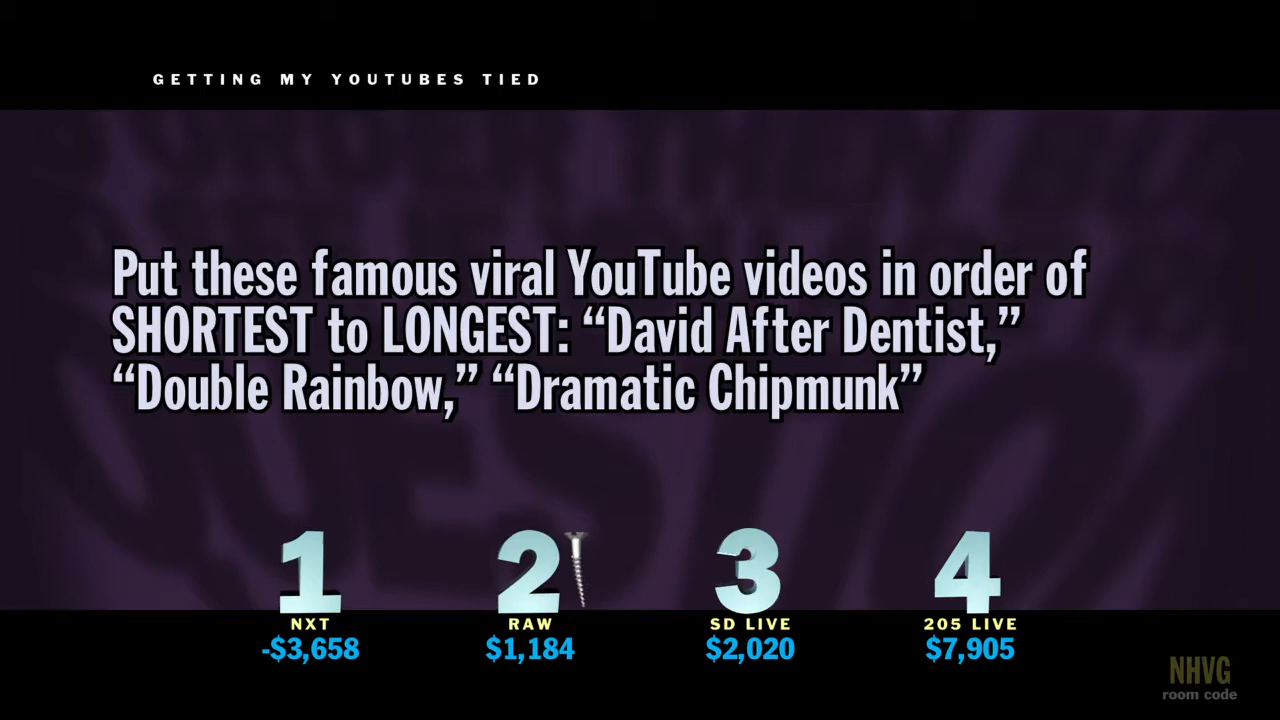 GETTING MY YOUTUBES TIED
Put these famous viral YouTube videos in order of
SHORTEST to LONGEST: “David After Dentist,”
“Double Rainbow,” “Dramatic Chipmunk”
1 2 3 4
NXT RAW SD LIVE 205 LIVE
-$3,658 $1,184 $2,020 $7,905
NHVG
room code